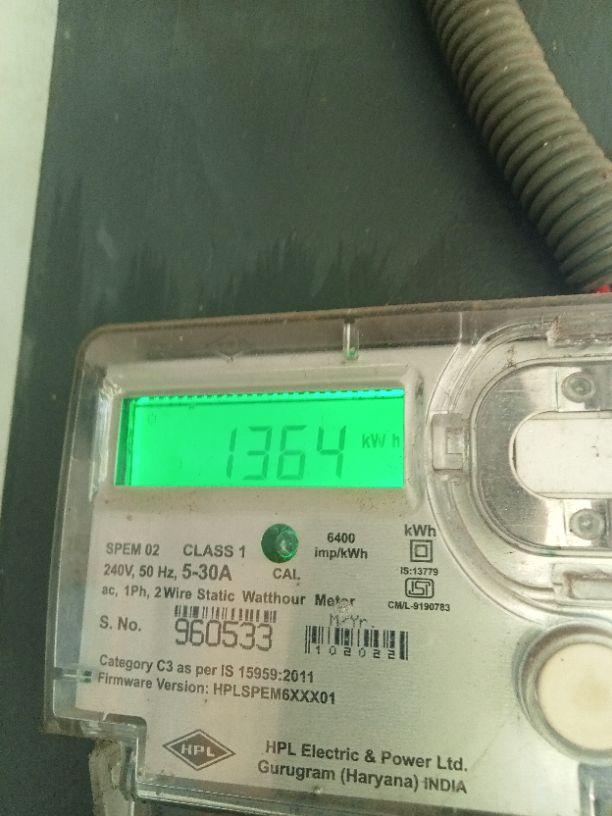 1364 kWh
SPEM 02 CLASS 1 6400 imp/kWh kWh
240V, 50 Hz, 5-30A CAL IS:13779
ac, 1Ph, 2Wire Static Watthour Meter CM/L-9190783
S. No. 960533 M/Yr.
102022
Category C3 as per IS 15959:2011
Firmware Version: HPLSPEM6XXX01
HPL
HPL Electric & Power Ltd.
Gurugram (Haryana) INDIA